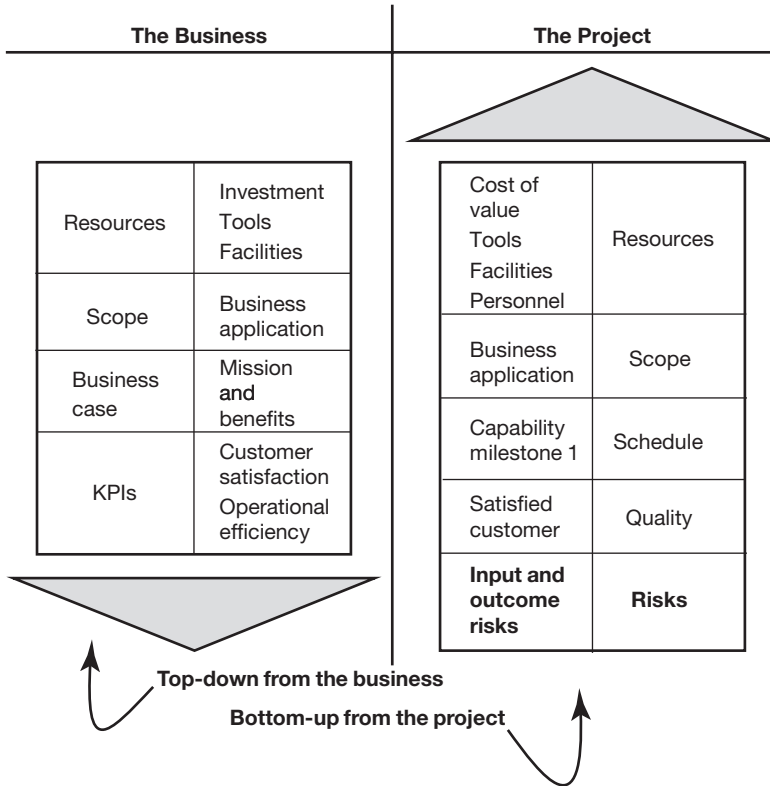 The Business
The Project
Resources
Investment
Tools
Facilities
Scope
Business
application
Business
case
Mission
and
benefits
KPIs
Customer
satisfaction
Operational
efficiency
Cost of
value
Tools
Facilities
Personnel
Resources
Business
application
Scope
Capability
milestone 1
Schedule
Satisfied
customer
Quality
Input and
outcome
risks
Risks
Top-down from the business
Bottom-up from the project